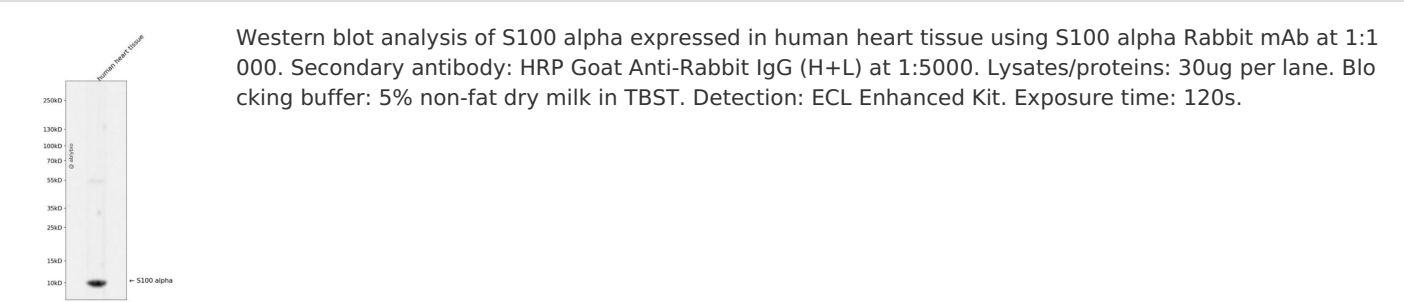 human heart tissue
Western blot analysis of S100 alpha expressed in human heart tissue using S100 alpha Rabbit mAb at 1:1
000. Secondary antibody: HRP Goat Anti-Rabbit IgG (H+L) at 1:5000. Lysates/proteins: 30ug per lane. Blo
cking buffer: 5% non-fat dry milk in TBST. Detection: ECL Enhanced Kit. Exposure time: 120s.
250kD
130kD
100kD
70kD
55kD
35kD
25kD
15kD
10kD
← S100 alpha